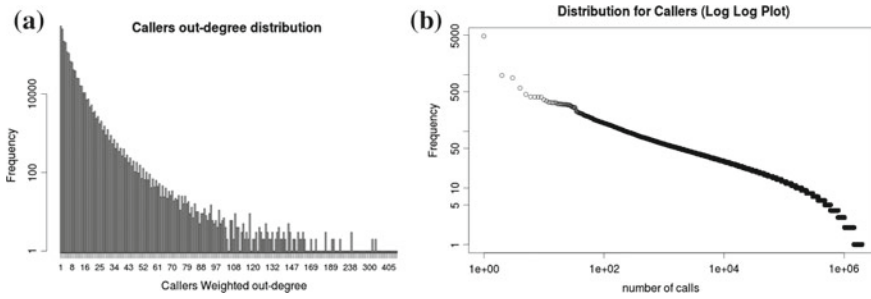 (a)
Callers out-degree distribution
Frequency
10000
100
1
1 8 16 25 34 43 52 61 70 79 88 97 108 120 132 147 169 189 238 300 405
Callers Weighted out-degree
(b)
Distribution for Callers (Log Log Plot)
Frequency
5000
500
50
10
5
1
1e+00 1e+02 1e+04 1e+06
number of calls